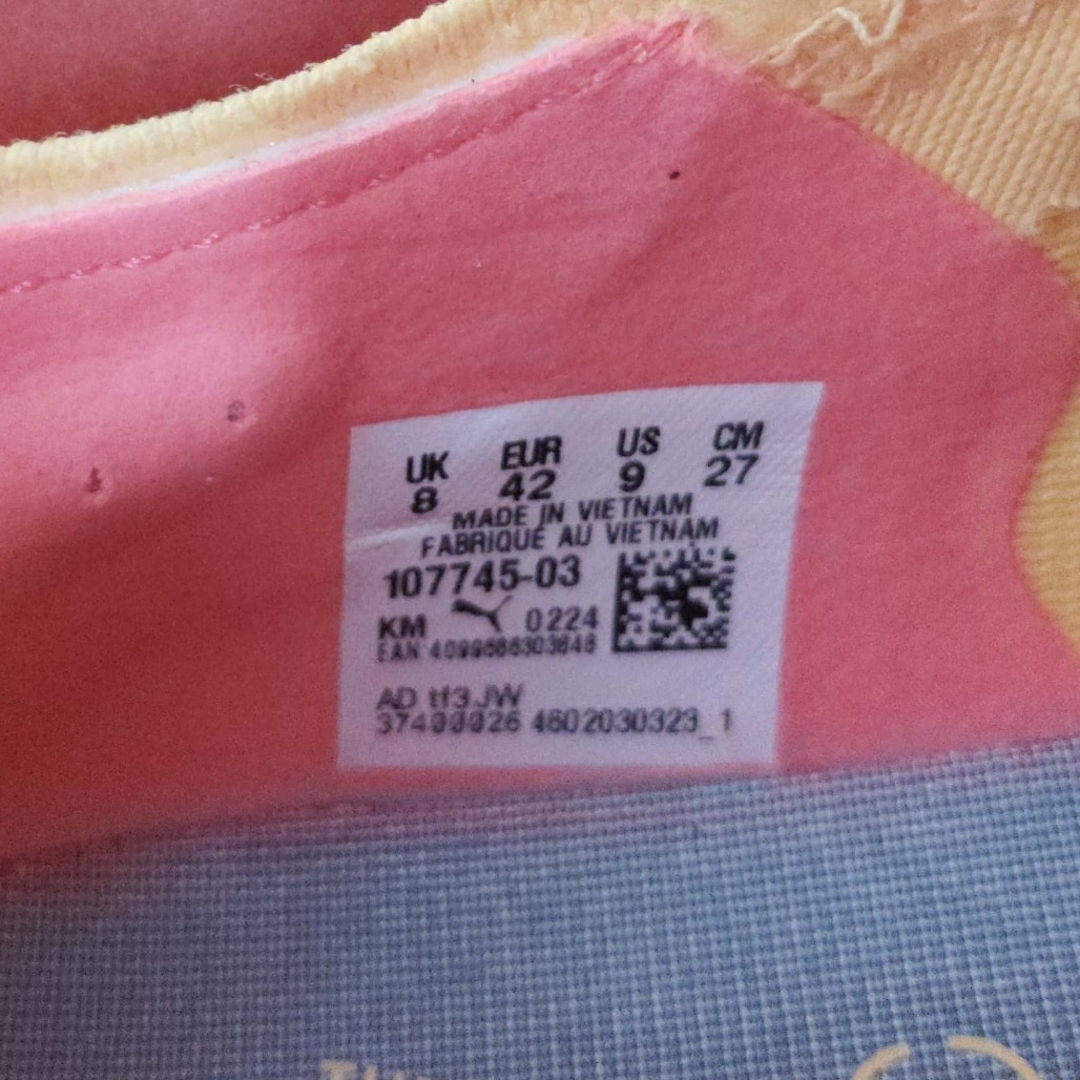 UK EUR US CM
8 42 9 27
MADE IN VIETNAM
FABRIQUE AU VIETNAM
107745-03
KM 0224
EAN
AD tf3 JW
4602030323_1